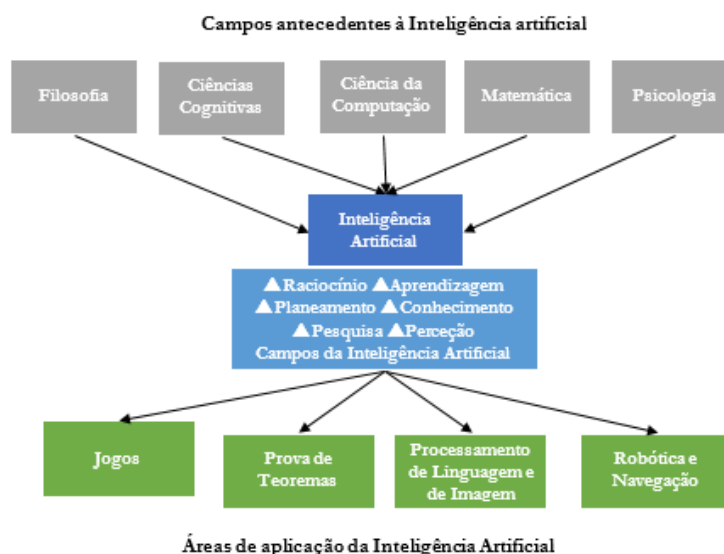 Campos antecedentes à Inteligência artificial
Filosofia
Ciências
Cognitivas
Ciência da
Computação
Matemática
Psicologia
Inteligência
Artificial
▲Raciocínio ▲Aprendizagem
▲Planeamento ▲Conhecimento
▲Pesquisa ▲Perceção
Campos da Inteligência Artificial
Jogos
Prova de
Teoremas
Processamento
de Linguagem e
de Imagem
Robótica e
Navegação
Áreas de aplicação da Inteligência Artificial